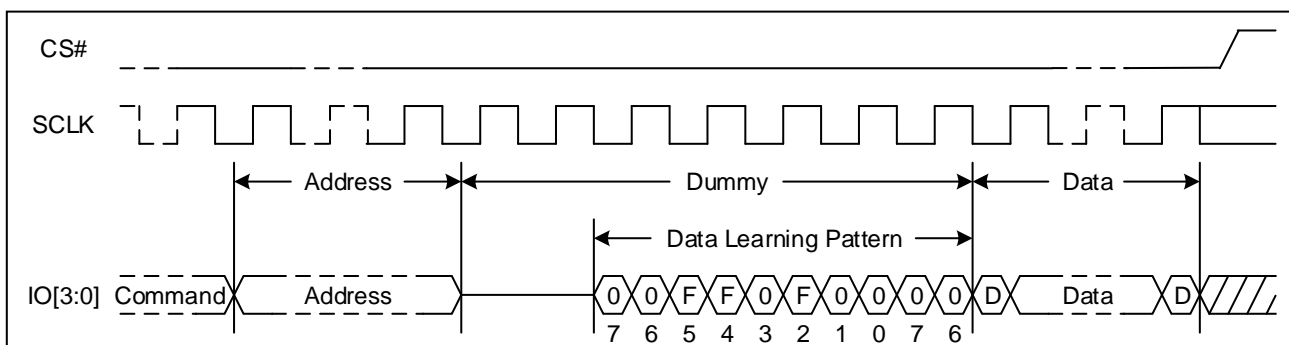 CS#
SCLK
Address Dummy Data
Data Learning Pattern
IO[3:0] Command Address 0 0 F F 0 F 0 0 0 0 D Data D
7 6 5 4 3 2 1 0 7 6